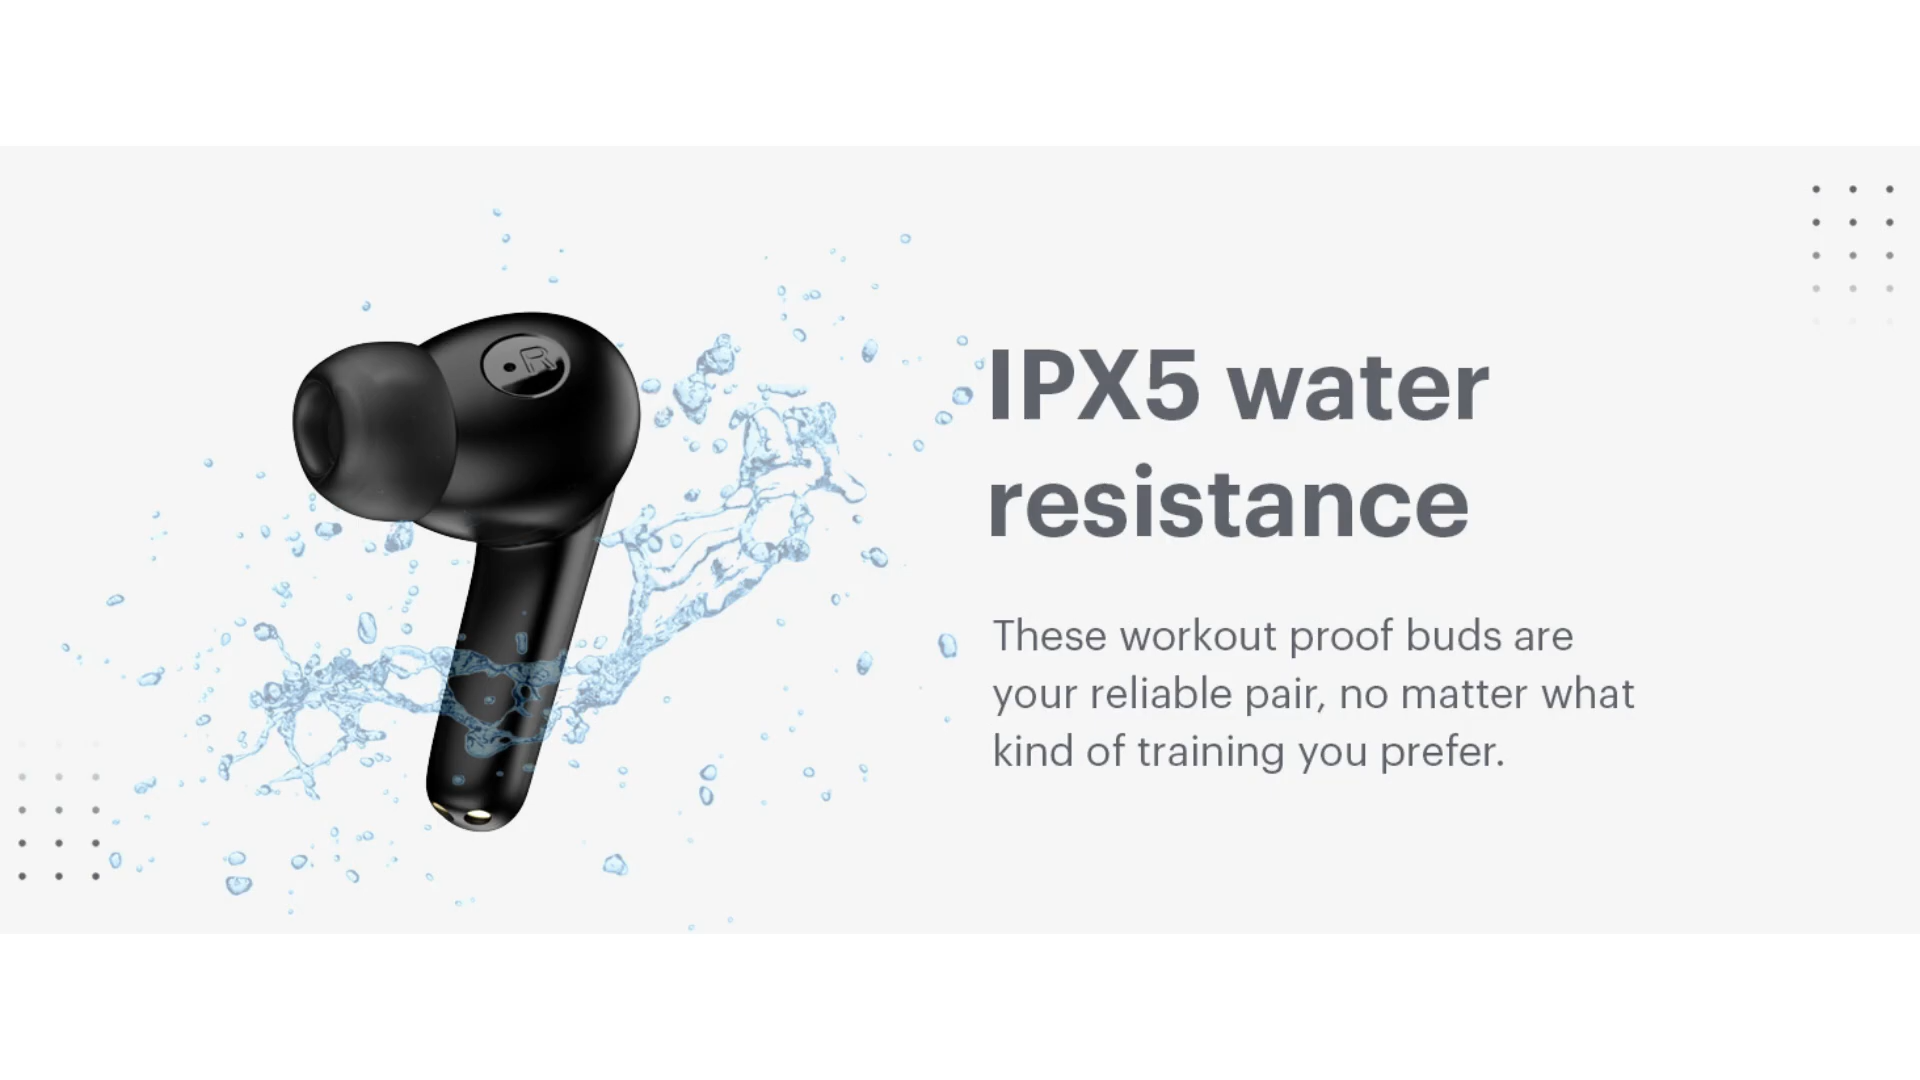 R
IPX5 water
resistance
These workout proof buds are
your reliable pair, no matter what
kind of training you prefer.